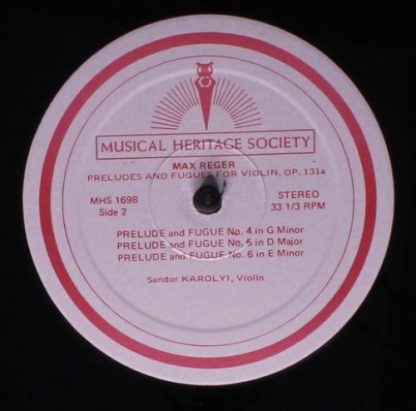 MUSICAL HERITAGE SOCIETY
MAX REGER
PRELUDES AND FUGUES FOR VIOLIN, OP. 131a
MHS 1698
Side 2
STEREO
33 1/3 RPM
PRELUDE and FUGUE No. 4 in G Minor
PRELUDE and FUGUE No. 5 in D Major
PRELUDE and FUGUE No. 6 in E Minor
Sandor KAROLYI, Violin